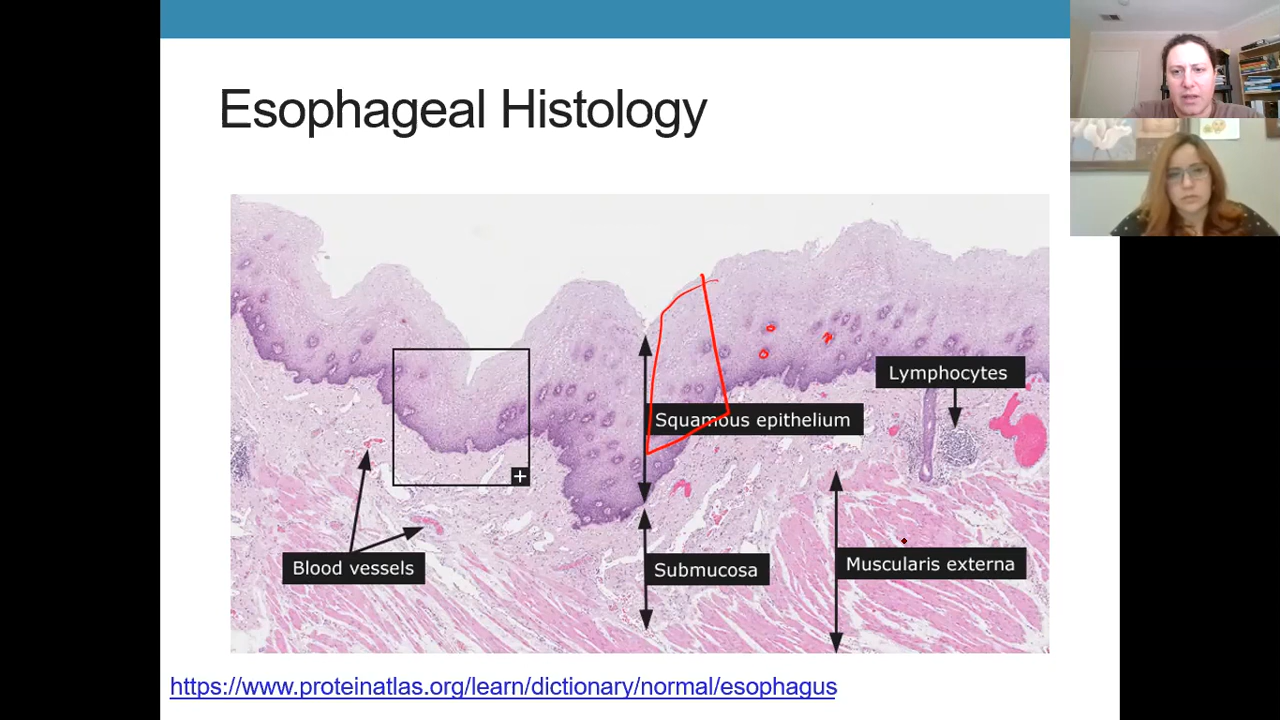 Esophageal Histology
Lymphocytes
Squamous epithelium
Blood vessels
Submucosa
Muscularis externa
https://www.proteinatlas.org/learn/dictionary/normal/esophagus